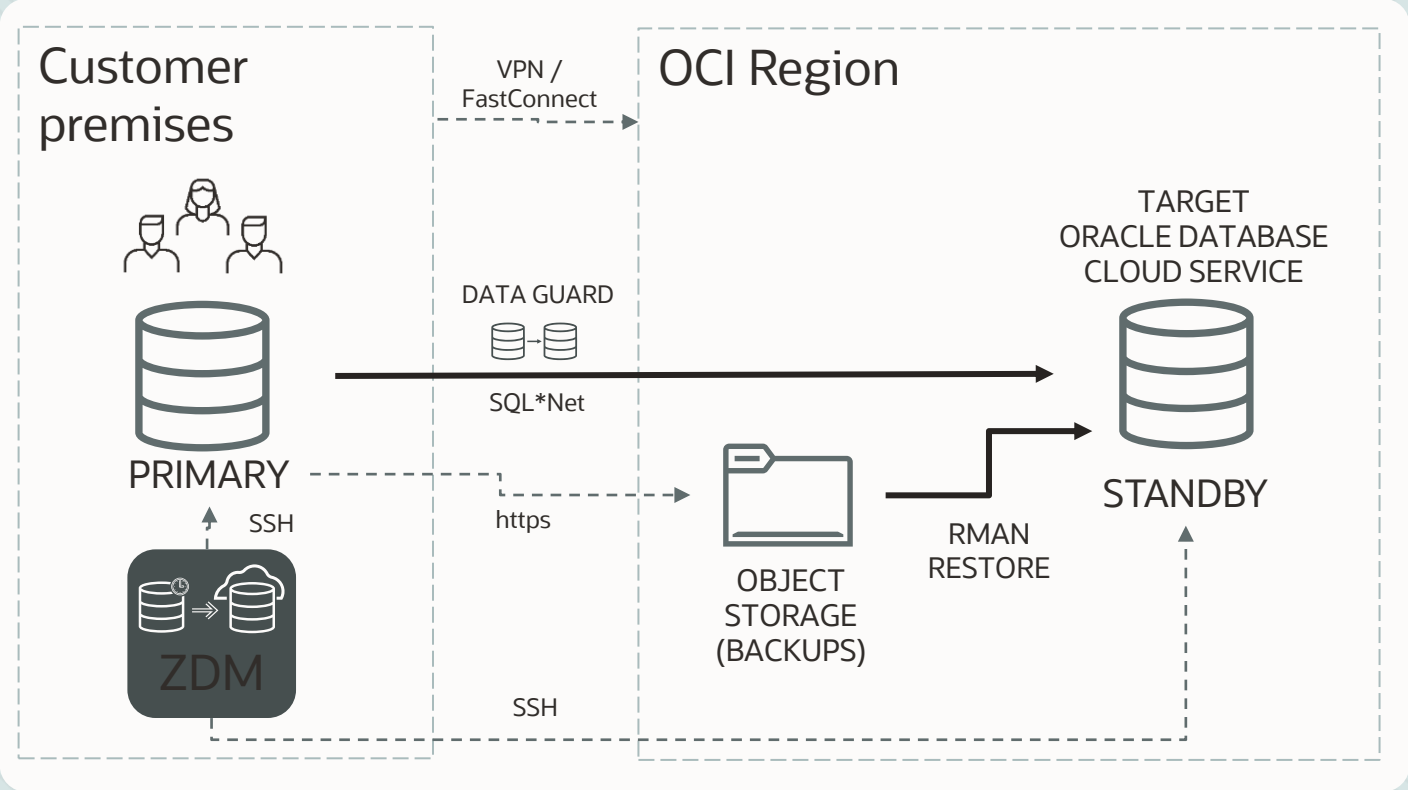 Customer
premises
VPN /
FastConnect
OCI Region
TARGET
ORACLE DATABASE
CLOUD SERVICE
DATA GUARD
SQL*Net
PRIMARY
https
STANDBY
SSH
RMAN
RESTORE
OBJECT
STORAGE
(BACKUPS)
ZDM
SSH